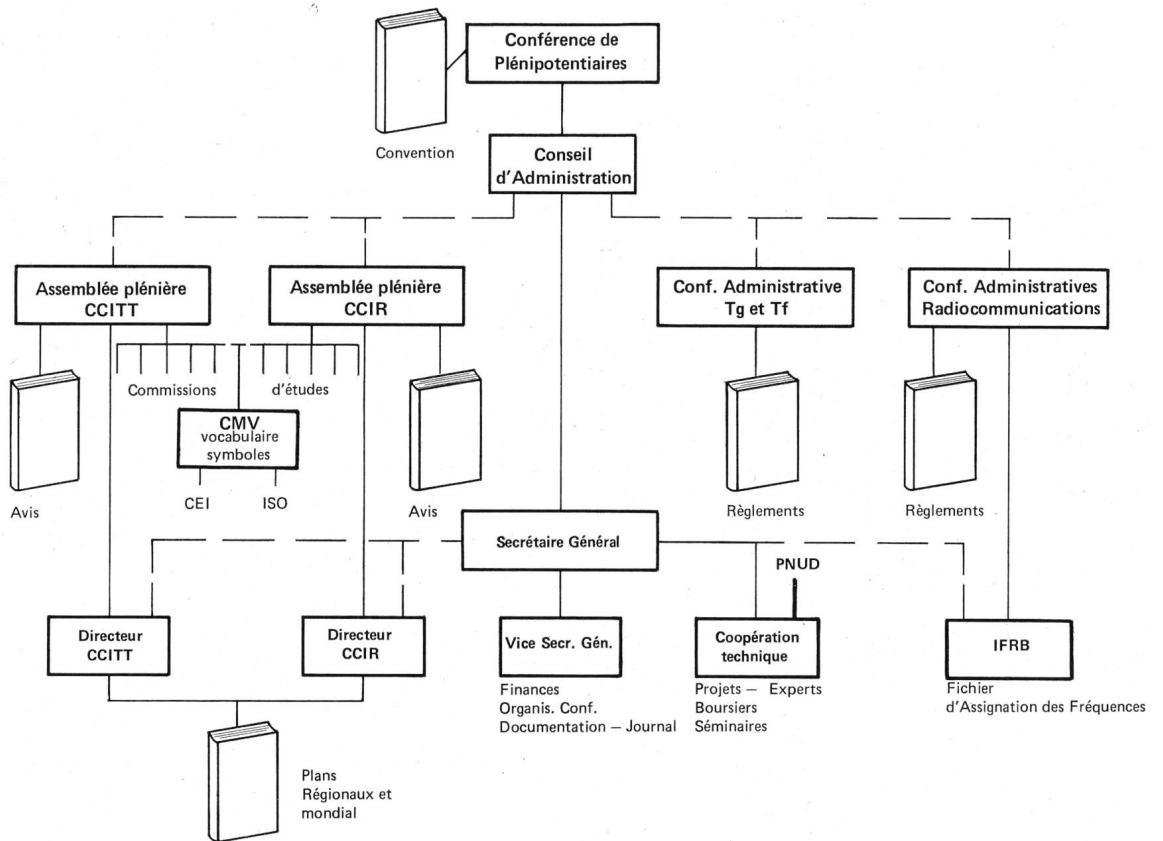 Conférence de
Plénipotentiaires
Convention
Conseil
d'Administration
Assemblée plénière
CCITT
Assemblée plénière
CCIR
Conf. Administrative
Tg et Tf
Conf. Administratives
Radiocommunications
Commissions
d'études
CMV
vocabulaire
symboles
CEI
ISO
Avis
Avis
Règlements
Règlements
Secrétaire Général
PNUD
Directeur
CCITT
Directeur
CCIR
Vice Secr. Gén.
Coopération
technique
IFRB
Finances
Organis. Conf.
Documentation — Journal
Projets — Experts
Boursiers
Séminaires
Fichier
d'Assignation des Fréquences
Plans
Régionaux et
mondial